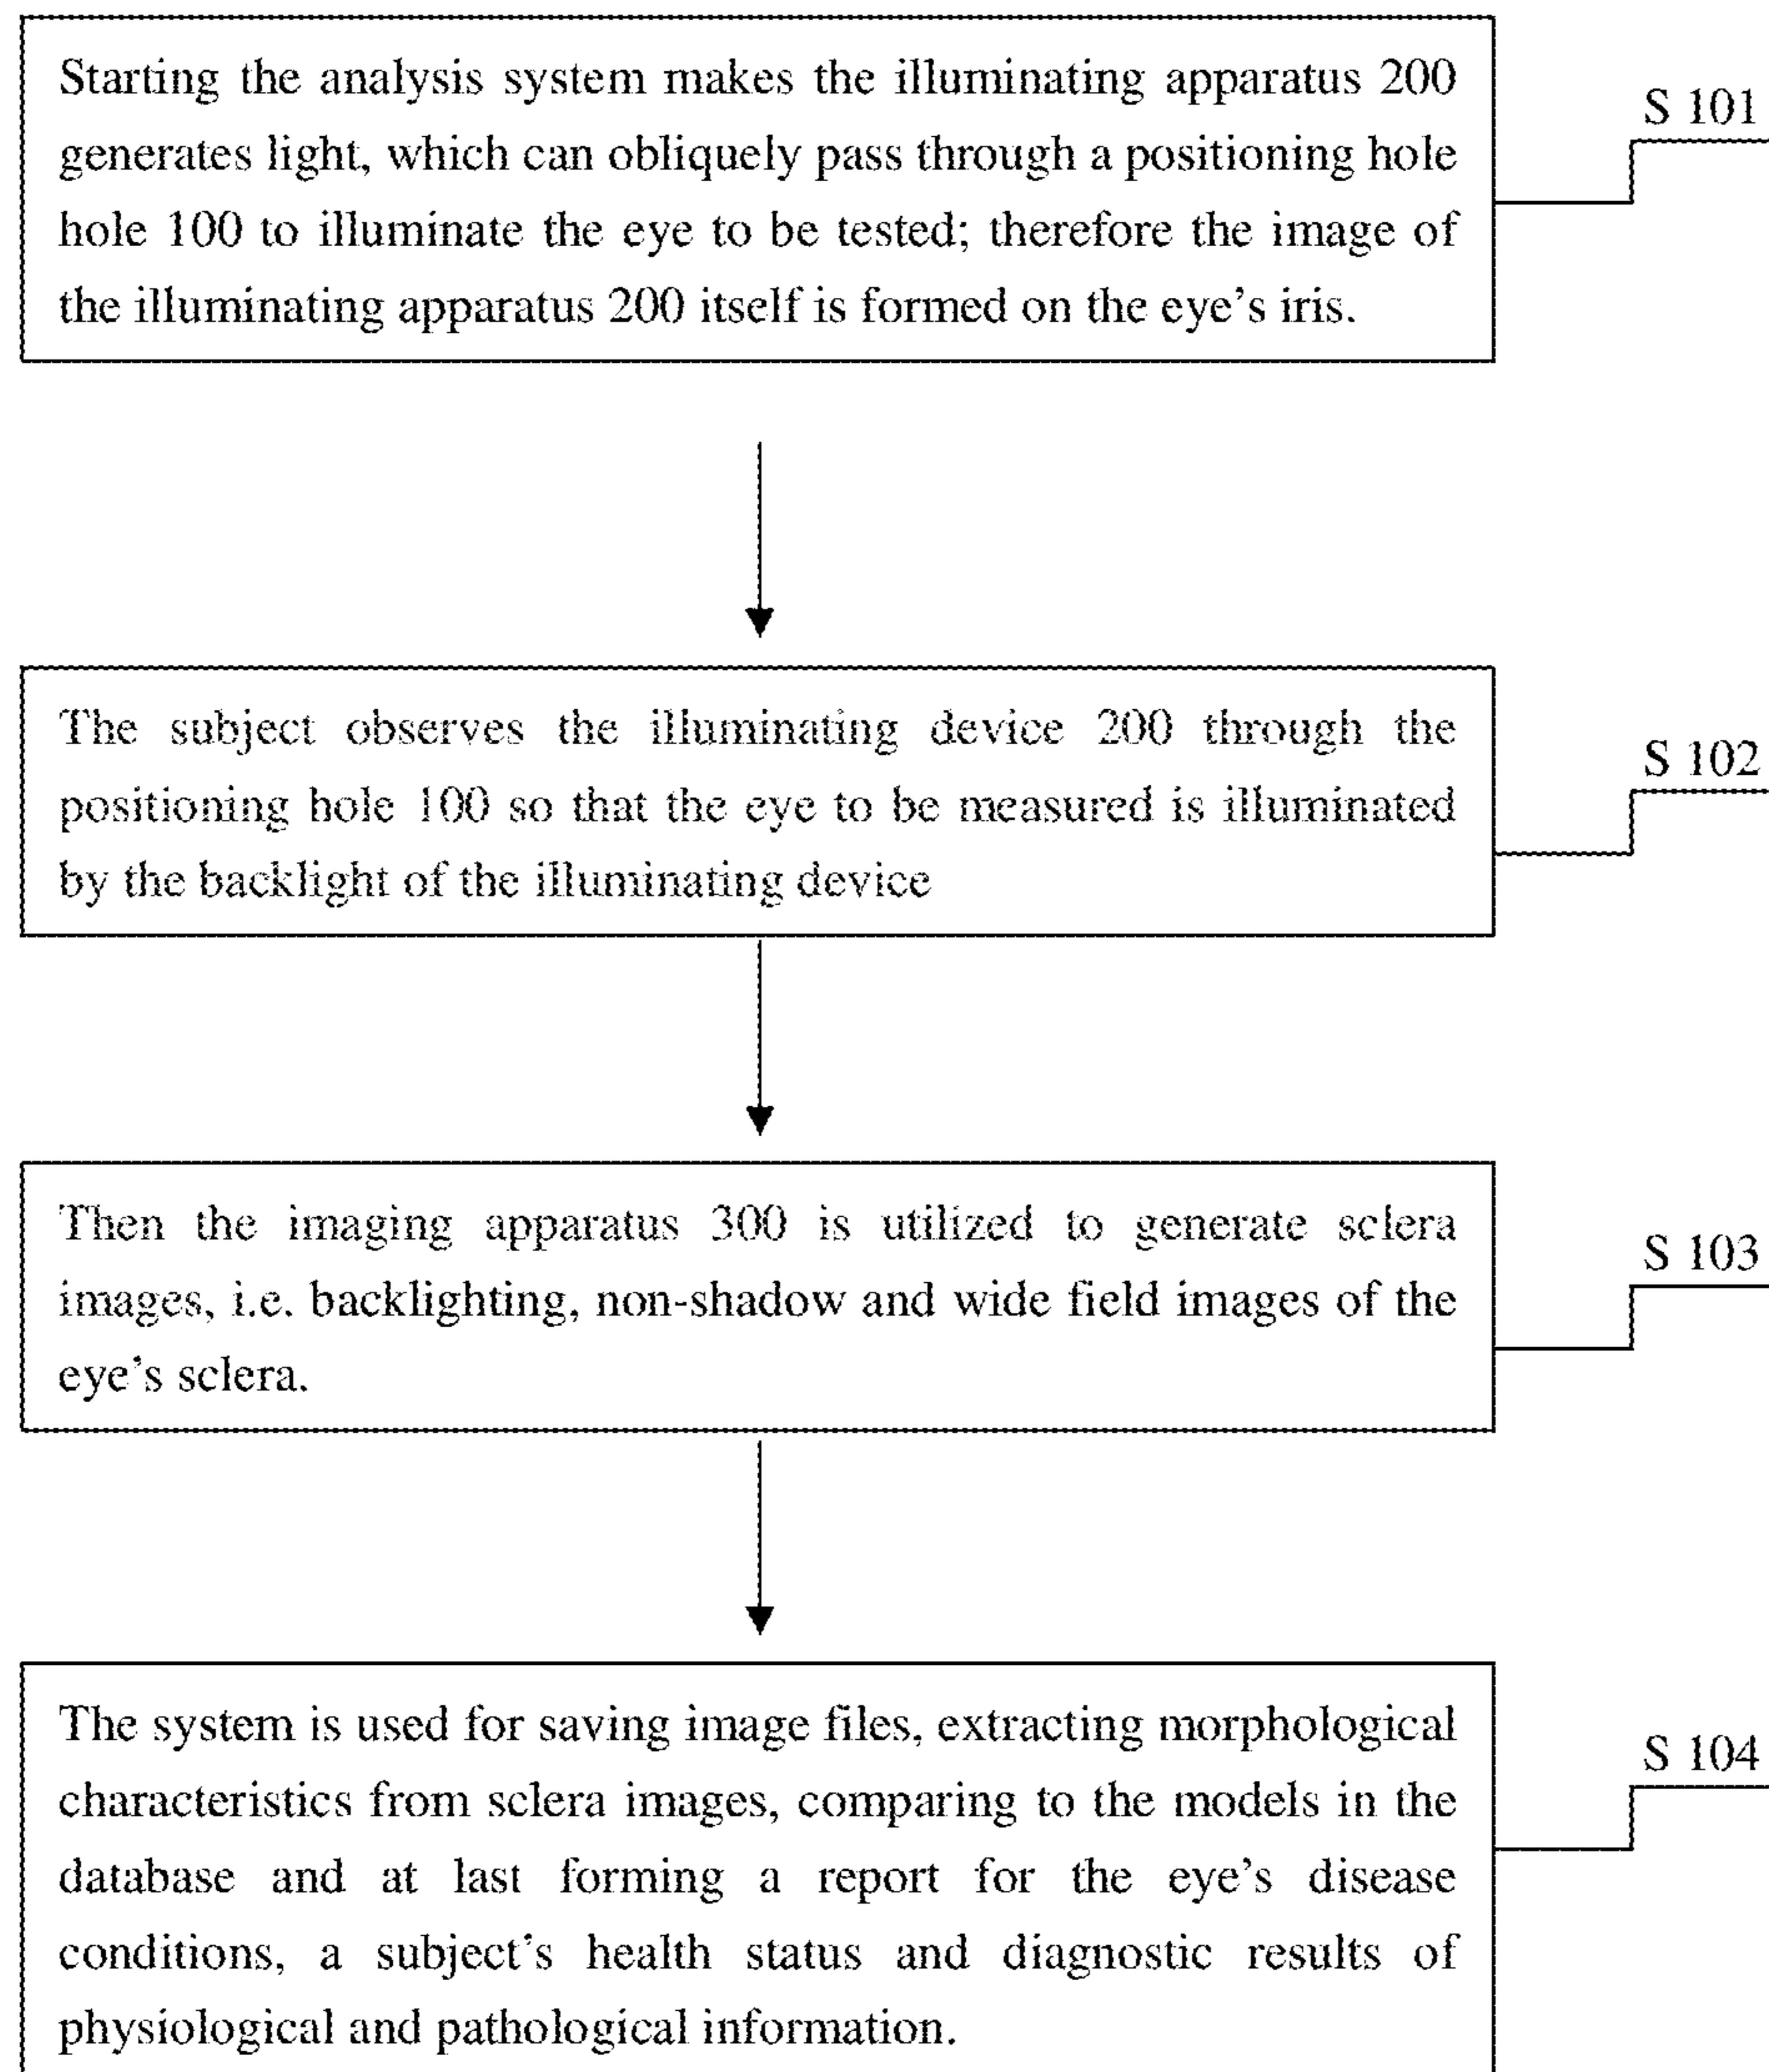 Starting the analysis system makes the illuminating apparatus 200
generates light, which can obliquely pass through a positioning hole
hole 100 to illuminate the eye to be tested; therefore the image of
the illuminating apparatus 200 itself is formed on the eye's iris.
S 101
The subject observes the illuminating device 200 through the
positioning hole 100 so that the eye to be measured is illuminated
by the backlight of the illuminating device
S 102
Then the imaging apparatus 300 is utilized to generate sclera
images, i.e. backlighting, non-shadow and wide field images of the
eye's sclera.
S 103
The system is used for saving image files, extracting morphological
characteristics from sclera images, comparing to the models in the
database and at last forming a report for the eye's disease
conditions, a subject's health status and diagnostic results of
physiological and pathological information.
S 104